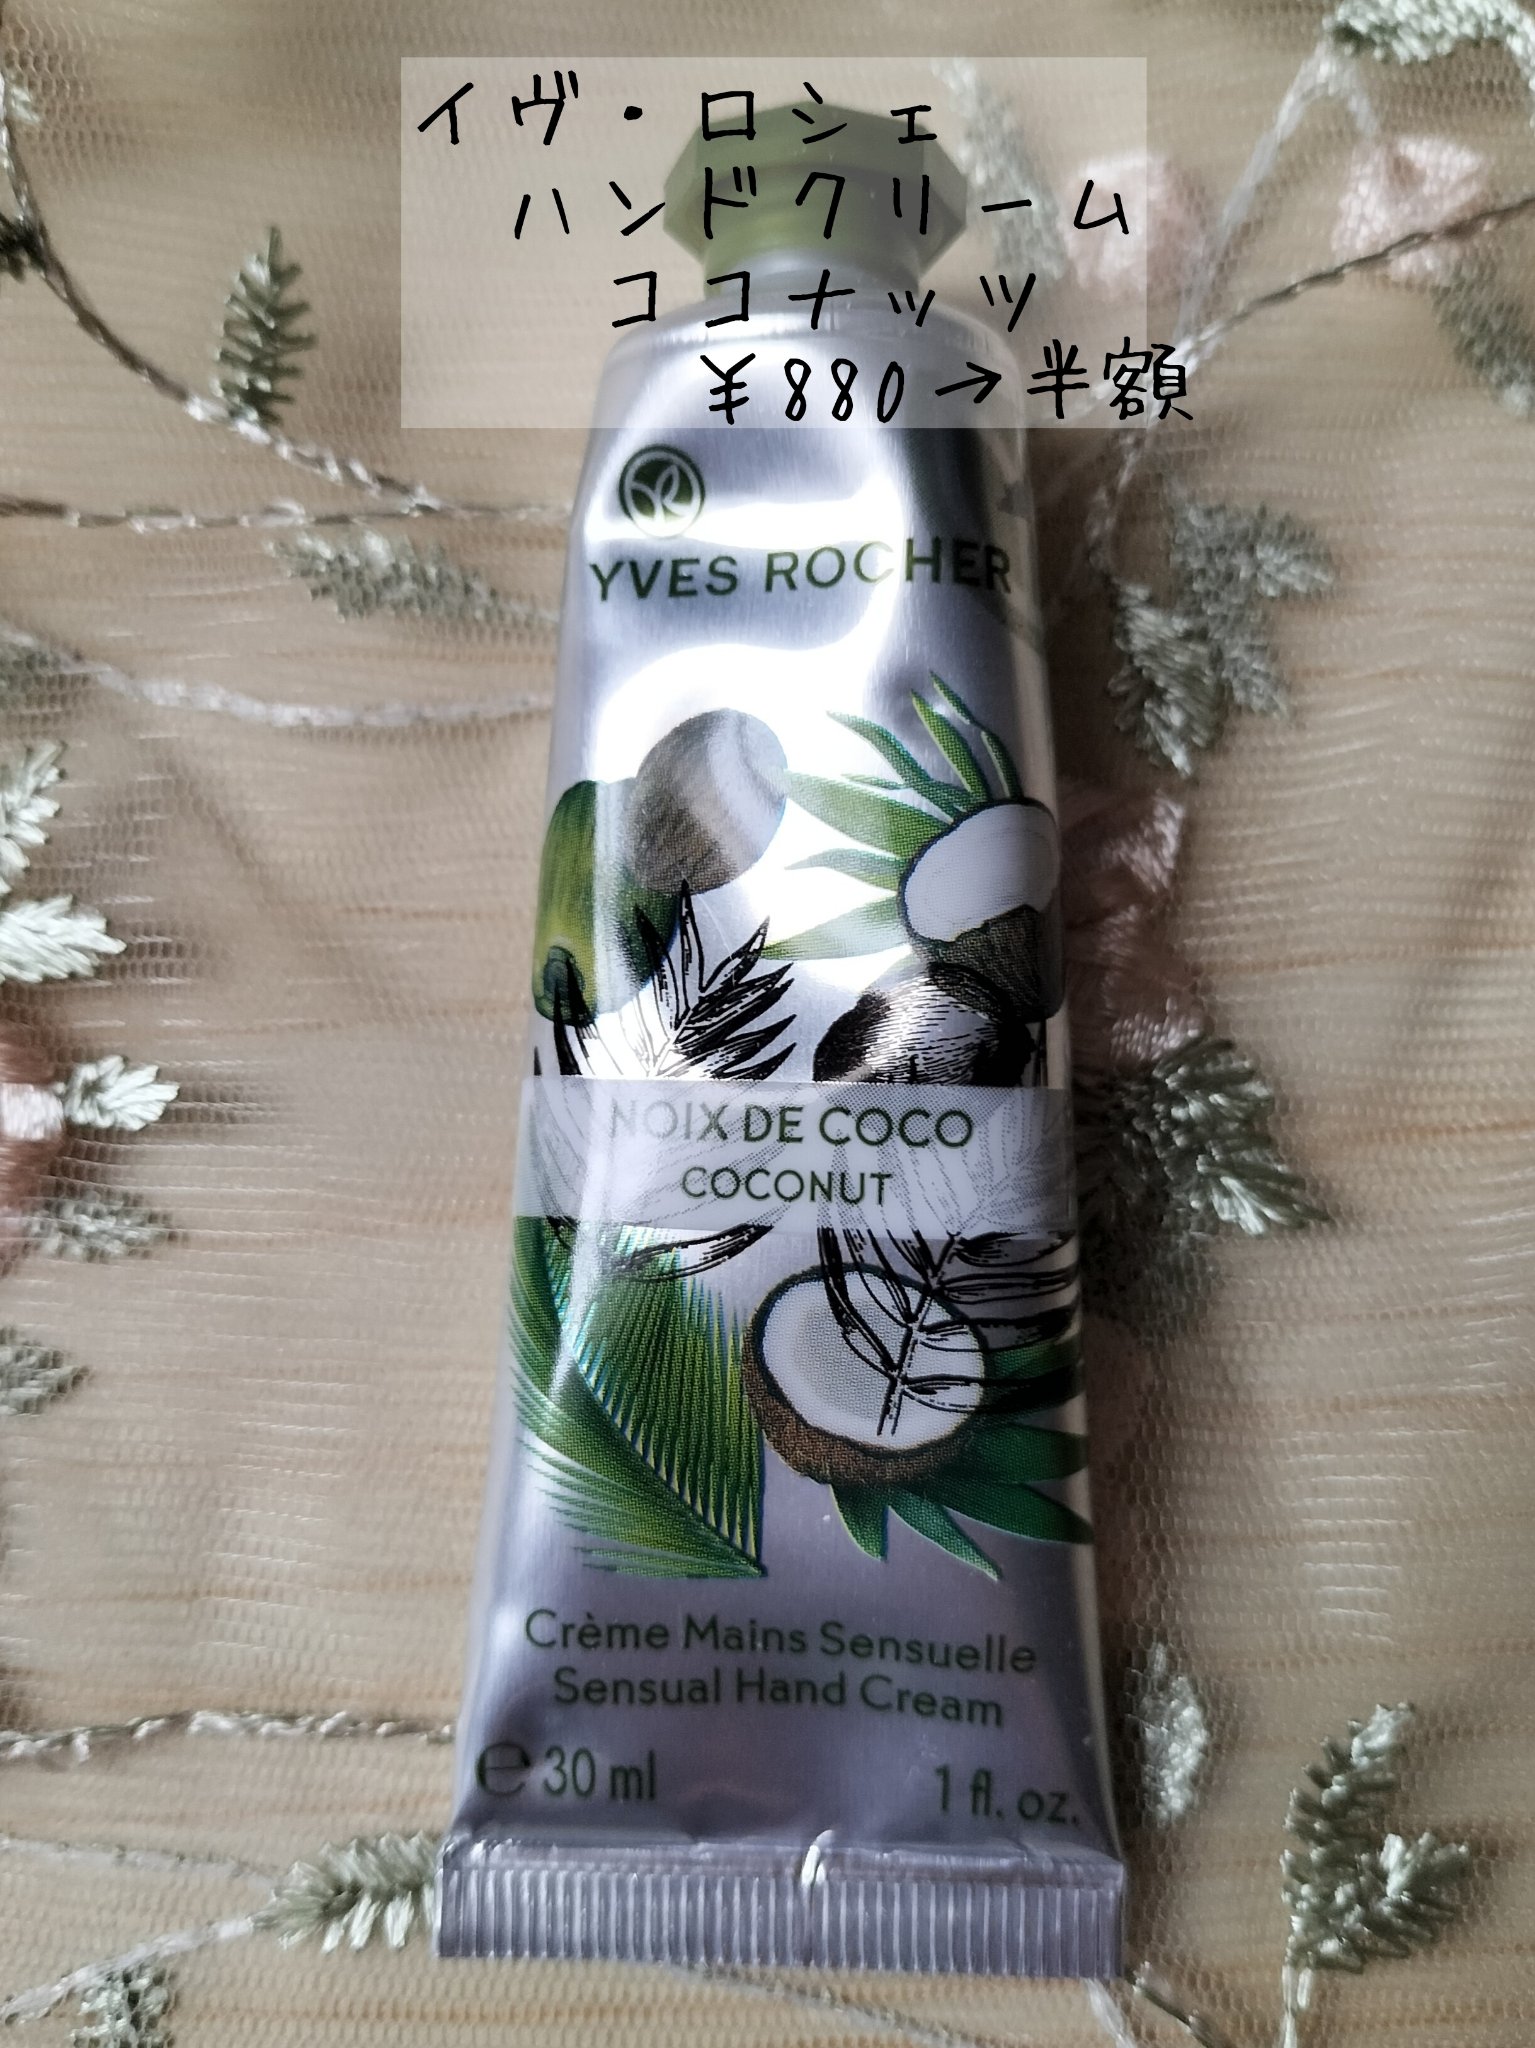 イヴ・ロシェ
ハンドクリーム
ココナッツ
¥880→半額
YVES ROCHER
NOIX DE COCO
COCONUT
Crème Mains Sensuelle
Sensual Hand Cream
℮ 30 ml 1 fl. oz.